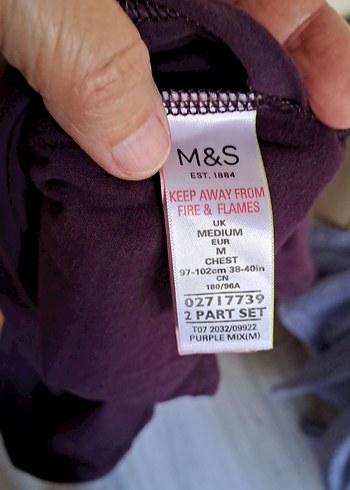 M&S
EST. 1884
KEEP AWAY FROM
FIRE & FLAMES
UK
MEDIUM
EUR
M
CHEST
97-102cm 38-40in
CN
180/96A
02717739
2 PART SET
T07 2032/09922
PURPLE MIX(M)